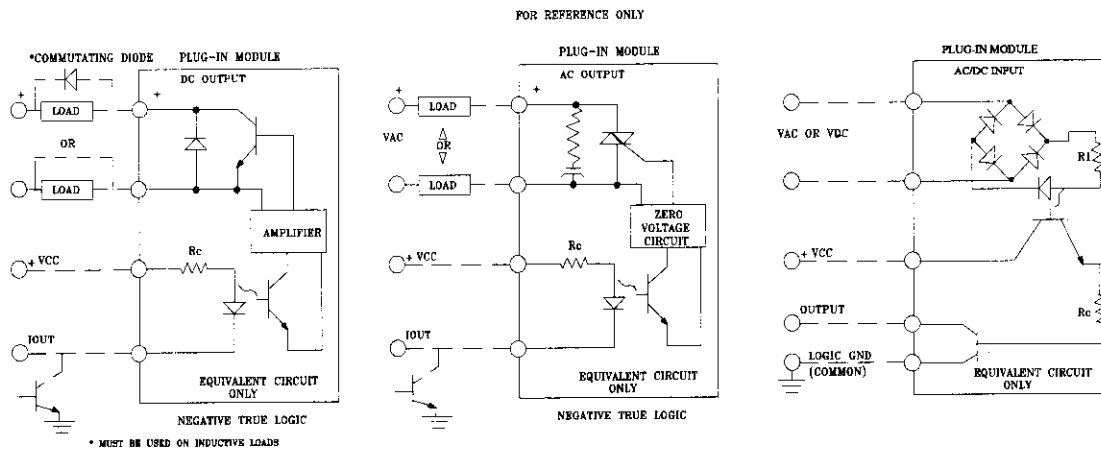 FOR REFERENCE ONLY
*COMMUTATING DIODE
PLUG-IN MODULE
DC OUTPUT
+
+
LOAD
OR
LOAD
AMPLIFIER
+ VCC
Rc
IOUT
EQUIVALENT CIRCUIT
ONLY
NEGATIVE TRUE LOGIC
* MUST BE USED ON INDUCTIVE LOADS
PLUG-IN MODULE
AC OUTPUT
+
+
LOAD
VAC
OR
LOAD
ZERO
VOLTAGE
CIRCUIT
+ VCC
Rc
IOUT
EQUIVALENT CIRCUIT
ONLY
NEGATIVE TRUE LOGIC
PLUG-IN MODULE
AC/DC INPUT
VAC OR VDC
R1
+ VCC
Rc
OUTPUT
LOGIC GND
(COMMON)
EQUIVALENT CIRCUIT
ONLY